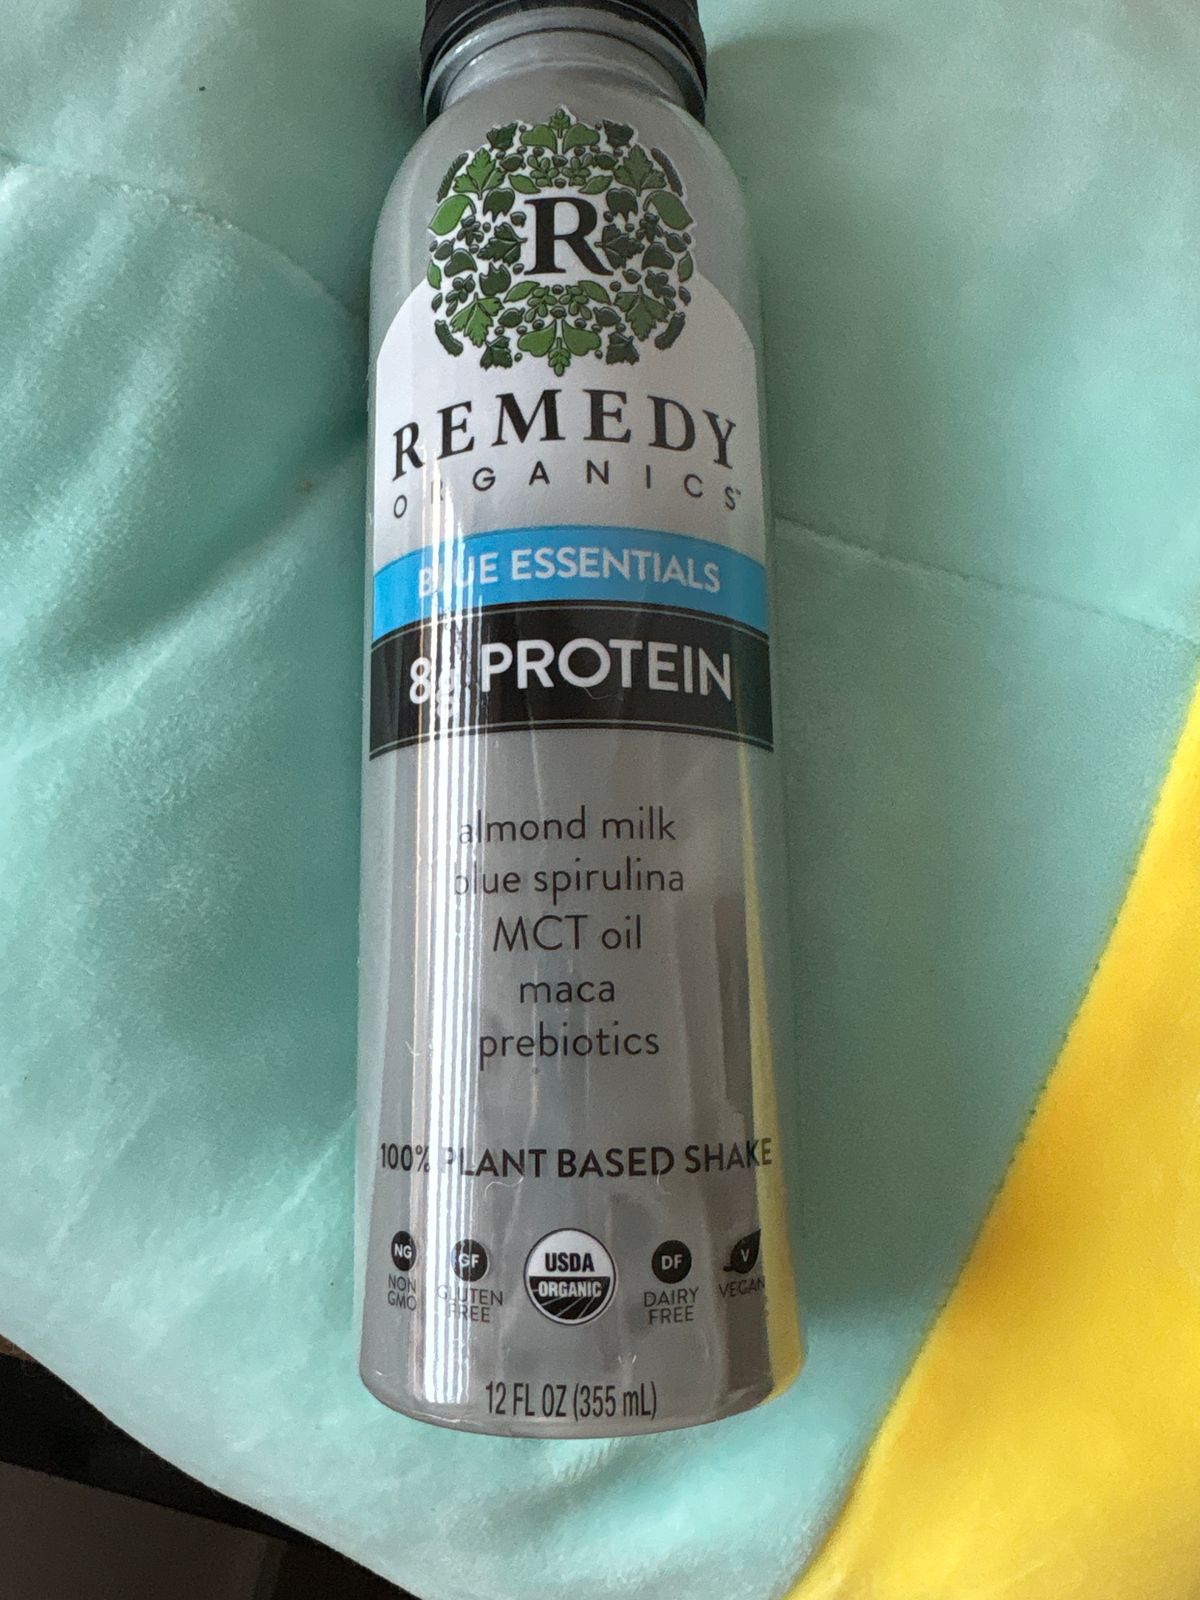 R
REMEDY
ORGANICS™
BLUE ESSENTIALS
8g PROTEIN
almond milk
blue spirulina
MCT oil
maca
prebiotics
100% PLANT BASED SHAKE
NG
NON
GMO
GF
GLUTEN
FREE
USDA
ORGANIC
DF
DAIRY
FREE
V
VEGAN
12 FL OZ (355 mL)